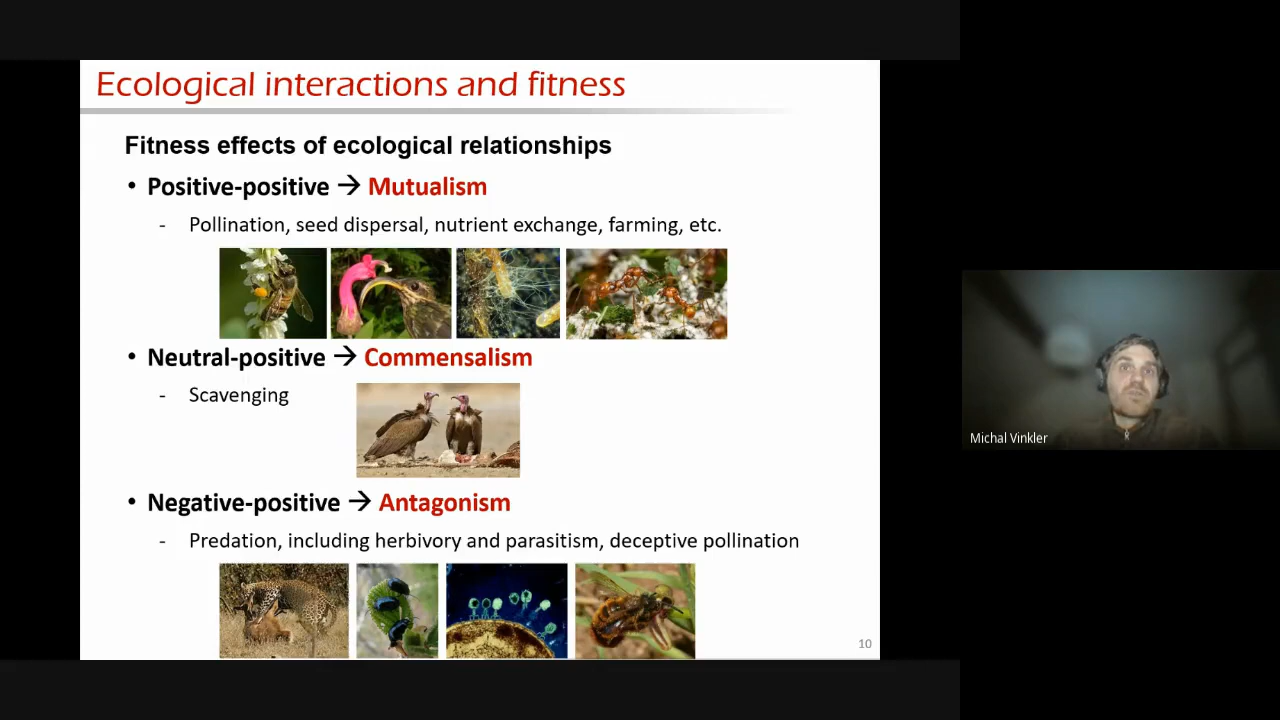 Ecological interactions and fitness
Fitness effects of ecological relationships
• Positive-positive → Mutualism
- Pollination, seed dispersal, nutrient exchange, farming, etc.
• Neutral-positive → Commensalism
- Scavenging
• Negative-positive → Antagonism
- Predation, including herbivory and parasitism, deceptive pollination
10
Michal Vinkler